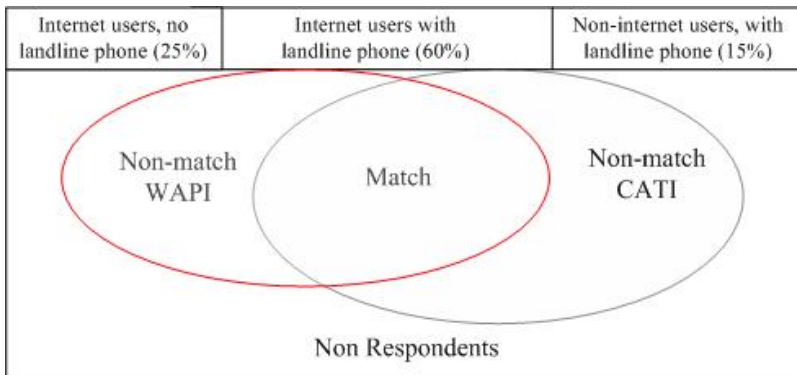 Internet users, no
landline phone (25%)
Internet users with
landline phone (60%)
Non-internet users, with
landline phone (15%)
Non-match
WAPI
Match
Non-match
CATI
Non Respondents